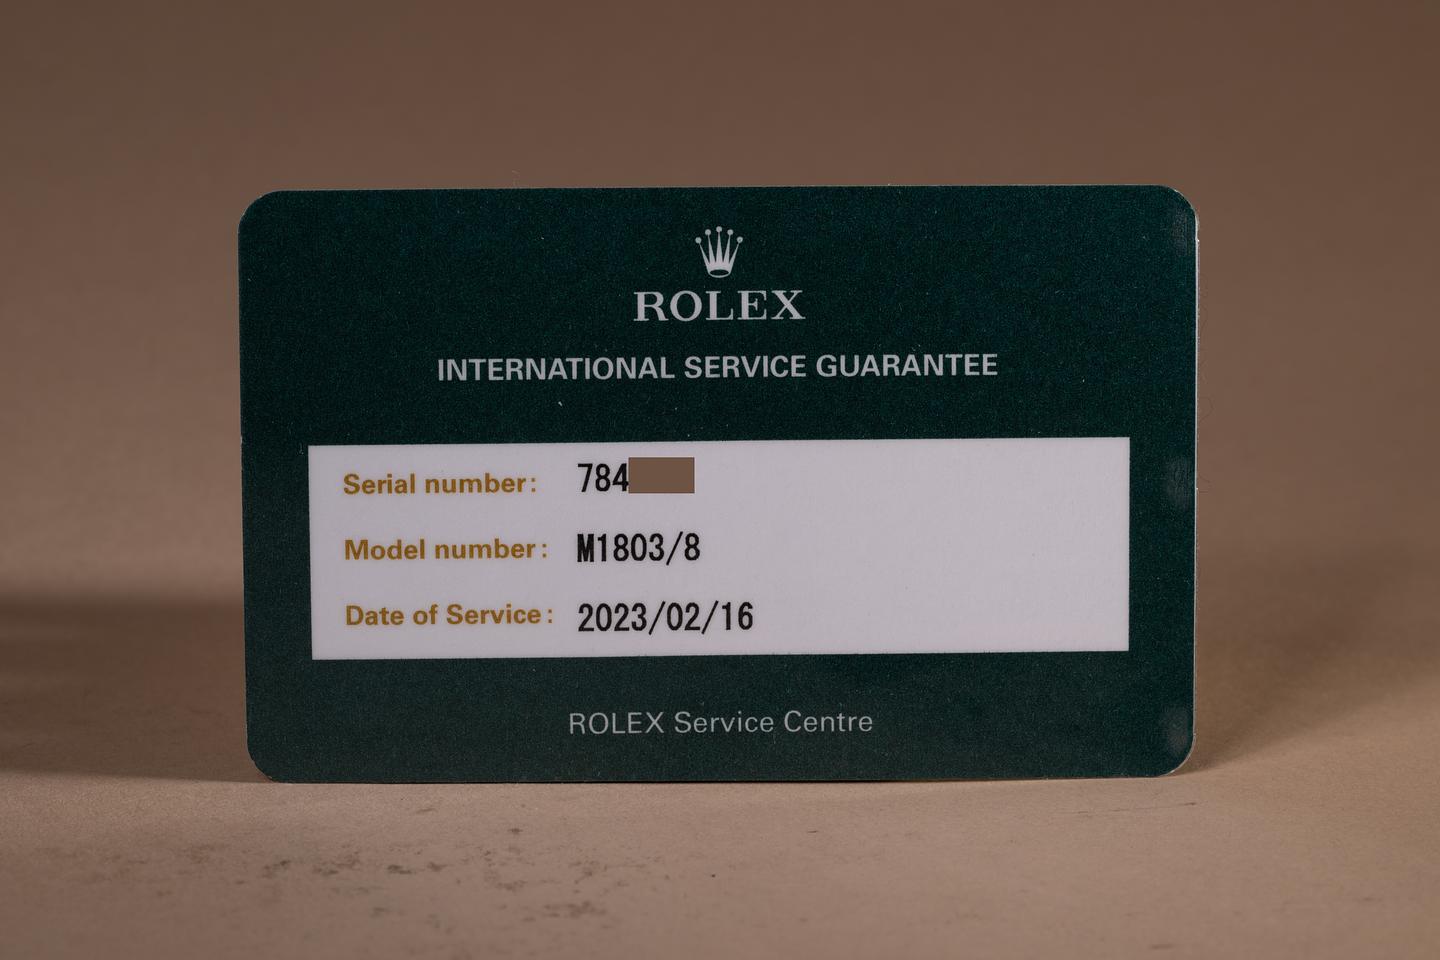 ROLEX
INTERNATIONAL SERVICE GUARANTEE
Serial number: 784
Model number: M1803/8
Date of Service: 2023/02/16
ROLEX Service Centre